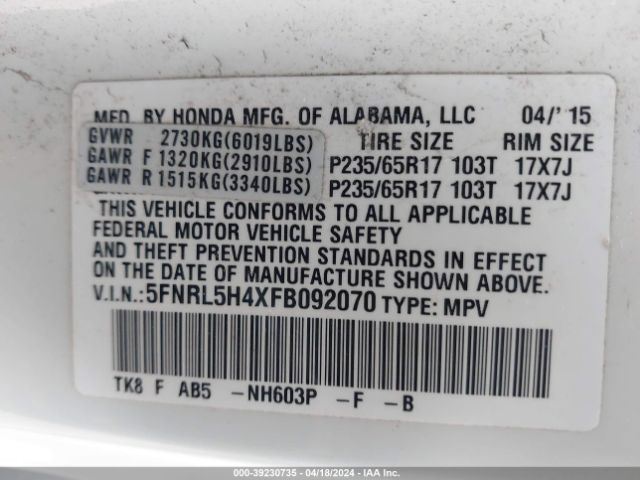 MFD. BY HONDA MFG. OF ALABAMA, LLC 04/' 15
GVWR 2730KG(6019LBS) TIRE SIZE RIM SIZE
GAWR F 1320KG(2910LBS) P235/65R17 103T 17X7J
GAWR R 1515KG(3340LBS) P235/65R17 103T 17X7J
THIS VEHICLE CONFORMS TO ALL APPLICABLE
FEDERAL MOTOR VEHICLE SAFETY
AND THEFT PREVENTION STANDARDS IN EFFECT
ON THE DATE OF MANUFACTURE SHOWN ABOVE.
V.I.N.:5FNRL5H4XFB092070 TYPE: MPV
TK8 F AB5 -NH603P -F -B
000-39230735 - 04/18/2024 - IAAI.COM